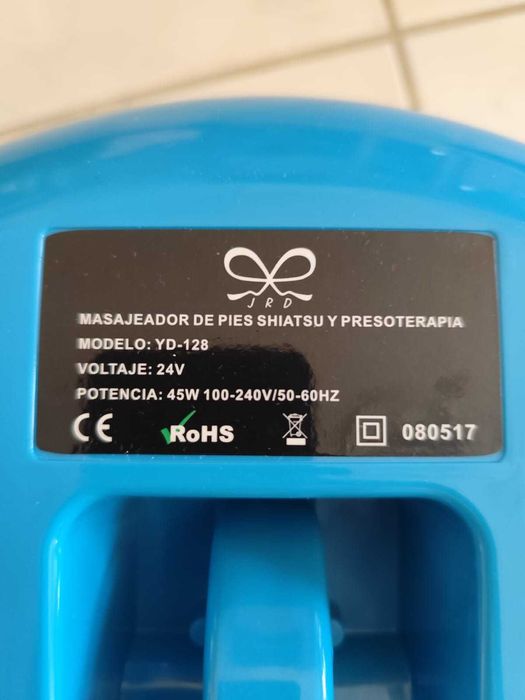 JRD
MASAJEADOR DE PIES SHIATSU Y PRESOTERAPIA
MODELO: YD-128
VOLTAJE: 24V
POTENCIA: 45W 100-240V/50-60HZ
CE RoHS 080517